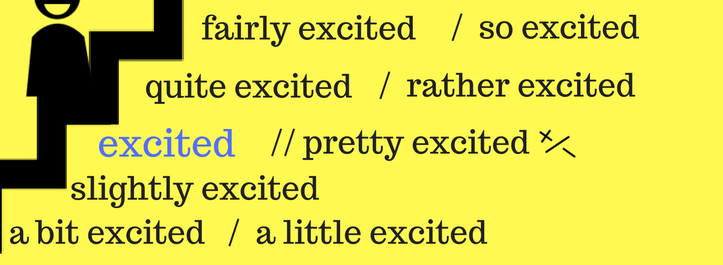 fairly excited / so excited
quite excited / rather excited
excited // pretty excited
slightly excited
a bit excited / a little excited